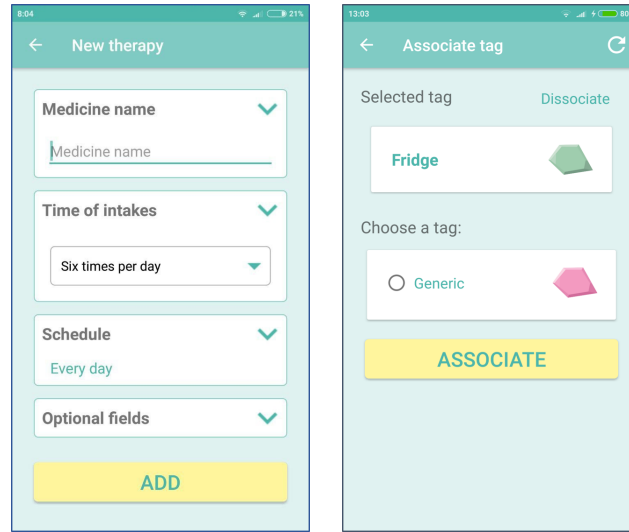 8:04
21%
New therapy
Medicine name
Medicine name
Time of intakes
Six times per day
Schedule
Every day
Optional fields
ADD
13:03
80
Associate tag
Selected tag
Dissociate
Fridge
Choose a tag:
Generic
ASSOCIATE